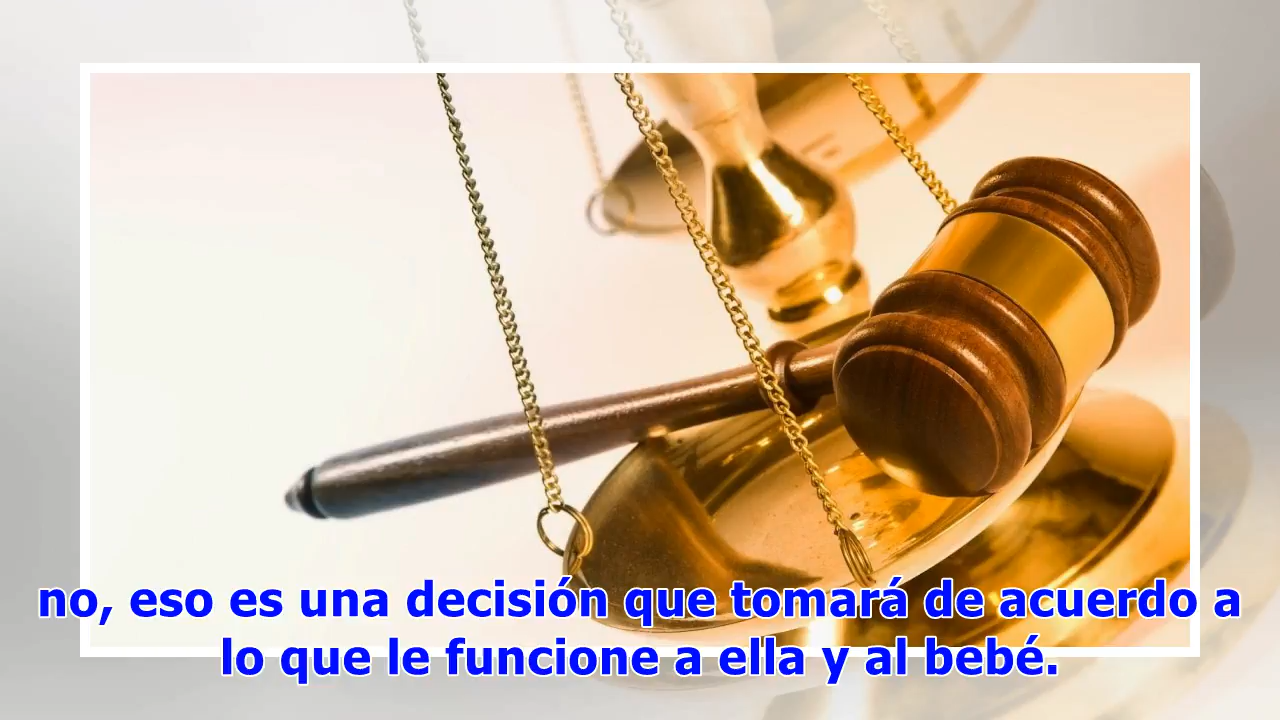 no, eso es una decisión que tomará de acuerdo a
lo que le funcione a ella y al bebé.